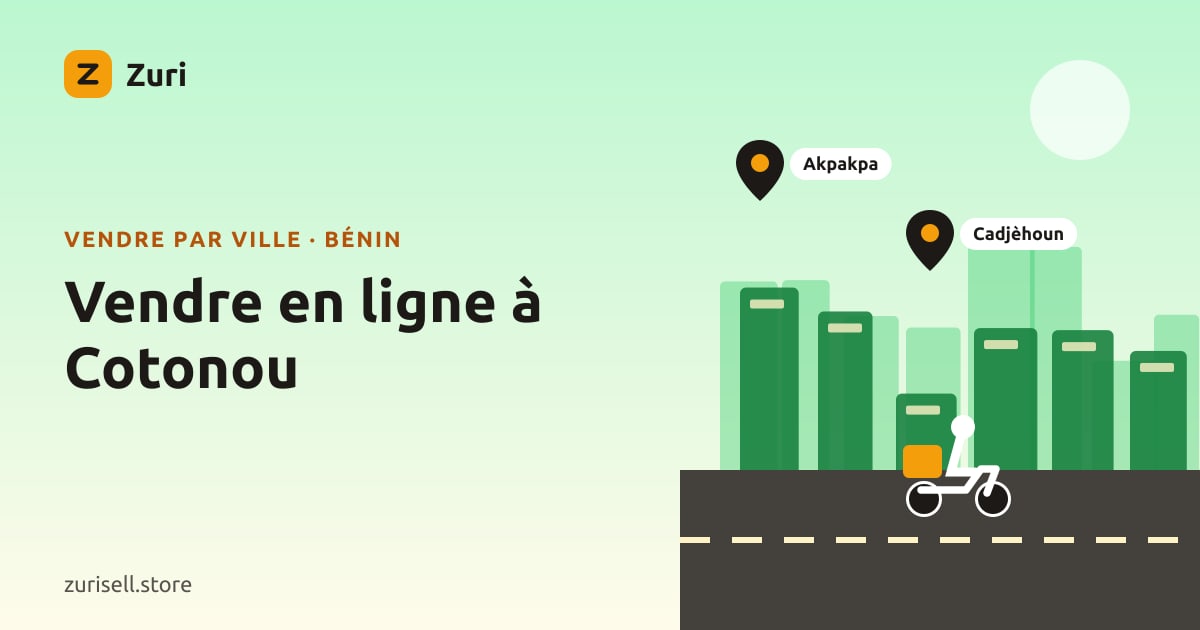 Z Zuri
Akpakpa
Cadjèhoun
VENDRE PAR VILLE · BÉNIN
Vendre en ligne à
Cotonou
zurisell.store